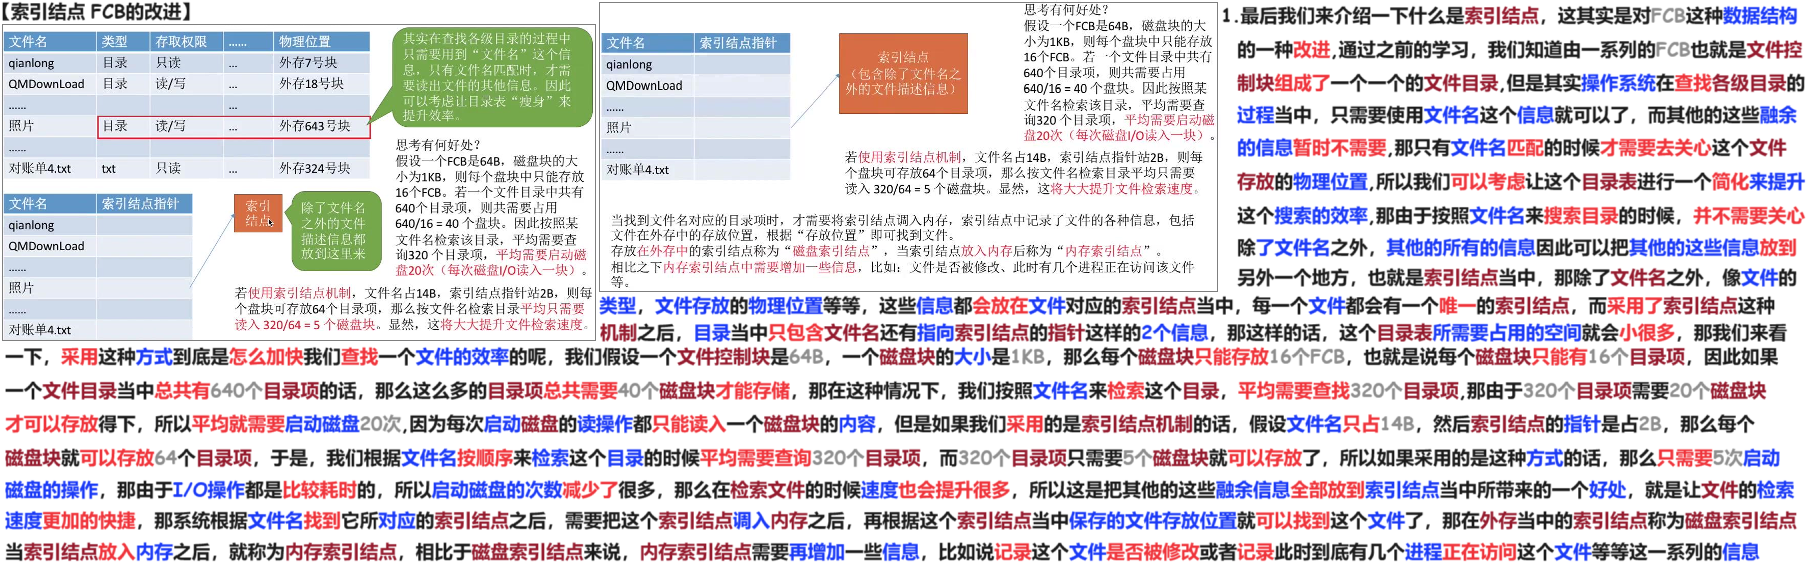 【索引结点 FCB的改进】
文件名 类型 存取权限 …… 物理位置
qianlong 目录 只读 … 外存7号块
QMDownLoad 目录 读/写 … 外存18号块
……
照片 目录 读/写 … 外存643号块
……
对账单4.txt txt 只读 … 外存324号块
其实在查找各级目录的过程中
只需要用到“文件名”这个信
息，只有文件名匹配时，才需
要读出文件的其他信息。因此
可以考虑让目录表“瘦身”来
提升效率。
文件名 索引结点指针
qianlong
QMDownLoad
……
照片
……
对账单4.txt
索引
结点
除了文件名
之外的文件
描述信息都
放到这里来
思考有何好处？
假设一个FCB是64B，磁盘块的大
小为1KB，则每个盘块中只能存放
16个FCB。若一个文件目录中共有
640个目录项，则共需要占用
640/16 = 40 个盘块。因此按照某
文件名检索该目录，平均需要查
询320 个目录项，平均需要启动磁
盘20次（每次磁盘I/O读入一块）。
若使用索引结点机制，文件名占14B，索引结点指针站2B，则每
个盘块可存放64个目录项，那么按文件名检索目录平均只需要
读入 320/64 = 5 个磁盘块。显然，这将大大提升文件检索速度。
文件名 索引结点指针
qianlong
QMDownLoad
……
照片
……
对账单4.txt
索引结点
（包含除了文件名之
外的文件描述信息）
思考有何好处？
假设一个FCB是64B，磁盘块的大
小为1KB，则每个盘块中只能存放
16个FCB。若一个文件目录中共有
640个目录项，则共需要占用
640/16 = 40 个盘块。因此按照某
文件名检索该目录，平均需要查
询320 个目录项，平均需要启动磁
盘20次（每次磁盘I/O读入一块）。
若使用索引结点机制，文件名占14B，索引结点指针站2B，则每
个盘块可存放64个目录项，那么按文件名检索目录平均只需要
读入 320/64 = 5 个磁盘块。显然，这将大大提升文件检索速度。
当找到文件名对应的目录项时，才需要将索引结点调入内存，索引结点中记录了文件的各种信息，包括
文件在外存中的存放位置，根据“存放位置”即可找到文件。
存放在外存中的索引结点称为“磁盘索引结点”，当索引结点放入内存后称为“内存索引结点”。
相比之下内存索引结点中需要增加一些信息，比如：文件是否被修改、此时有几个进程正在访问该文件
等。
1.最后我们来介绍一下什么是索引结点，这其实是对FCB这种数据结构
的一种改进,通过之前的学习，我们知道由一系列的FCB也就是文件控
制块组成了一个一个的文件目录,但是其实操作系统在查找各级目录的
过程当中，只需要使用文件名这个信息就可以了，而其他的这些融余
的信息暂时不需要,那只有文件名匹配的时候才需要去关心这个文件
存放的物理位置,所以我们可以考虑让这个目录表进行一个简化来提升
这个搜索的效率,那由于按照文件名来搜索目录的时候，并不需要关心
除了文件名之外，其他的所有的信息因此可以把其他的这些信息放到
另外一个地方，也就是索引结点当中，那除了文件名之外，像文件的
类型，文件存放的物理位置等等，这些信息都会放在文件对应的索引结点当中，每一个文件都会有一个唯一的索引结点，而采用了索引结点这种
机制之后，目录当中只包含文件名还有指向索引结点的指针这样的2个信息，那这样的话，这个目录表所需要占用的空间就会小很多，那我们来看
一下，采用这种方式到底是怎么加快我们查找一个文件的效率的呢，我们假设一个文件控制块是64B，一个磁盘块的大小是1KB，那么每个磁盘块只能存放16个FCB，也就是说每个磁盘块只能有16个目录项，因此如果
一个文件目录当中总共有640个目录项的话，那么这么多的目录项总共需要40个磁盘块才能存储，那在这种情况下，我们按照文件名来检索这个目录，平均需要查找320个目录项,那由于320个目录项需要20个磁盘块
才可以存放得下，所以平均就需要启动磁盘20次,因为每次启动磁盘的读操作都只能读入一个磁盘块的内容，但是如果我们采用的是索引结点机制的话，假设文件名只占14B，然后索引结点的指针是占2B，那么每个
磁盘块就可以存放64个目录项，于是，我们根据文件名按顺序来检索这个目录的时候平均需要查询320个目录项，而320个目录项只需要5个磁盘块就可以存放了，所以如果采用的是这种方式的话，那么只需要5次启动
磁盘的操作，那由于I/O操作都是比较耗时的，所以启动磁盘的次数减少了很多，那么在检索文件的时候速度也会提升很多，所以这是把其他的这些融余信息全部放到索引结点当中所带来的一个好处，就是让文件的检索
速度更加的快捷，那系统根据文件名找到它所对应的索引结点之后，需要把这个索引结点调入内存之后，再根据这个索引结点当中保存的文件存放位置就可以找到这个文件了，那在外存当中的索引结点称为磁盘索引结点
当索引结点放入内存之后，就称为内存索引结点，相比于磁盘索引结点来说，内存索引结点需要再增加一些信息，比如说记录这个文件是否被修改或者记录此时到底有几个进程正在访问这个文件等等这一系列的信息